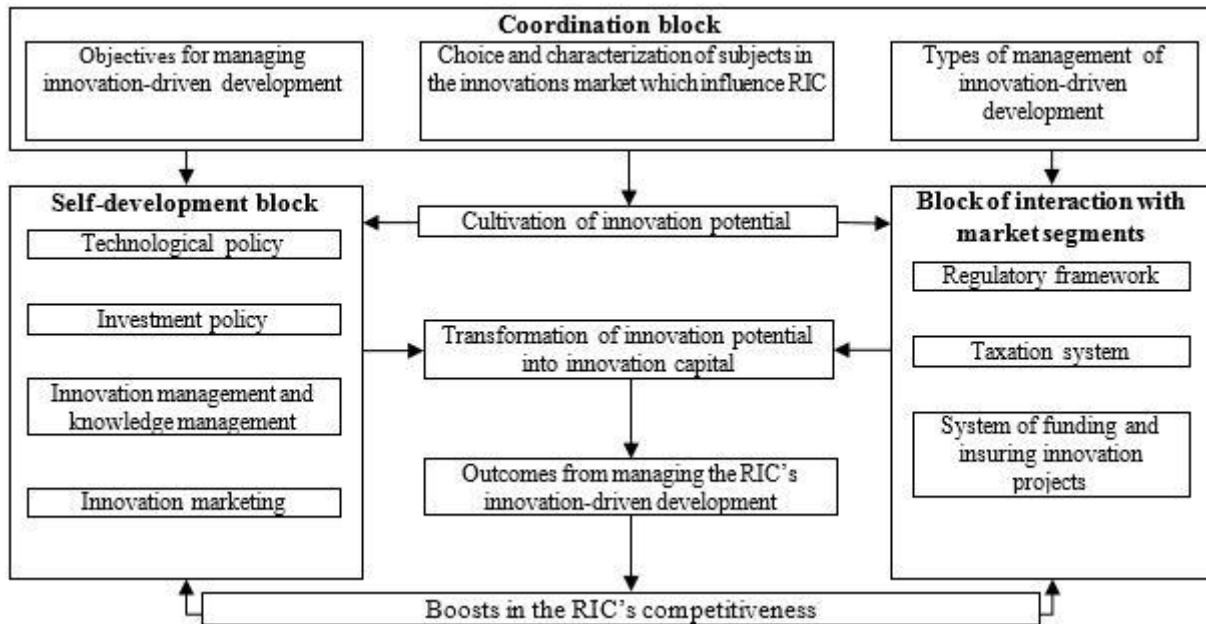 Coordination block
Objectives for managing
innovation-driven development
Choice and characterization of subjects in
the innovations market which influence RIC
Types of management of
innovation-driven
development
Self-development block
Technological policy
Investment policy
Innovation management and
knowledge management
Innovation marketing
Cultivation of innovation potential
Transformation of innovation potential
into innovation capital
Outcomes from managing the RIC's
innovation-driven development
Block of interaction with
market segments
Regulatory framework
Taxation system
System of funding and
insuring innovation
projects
Boosts in the RIC's competitiveness